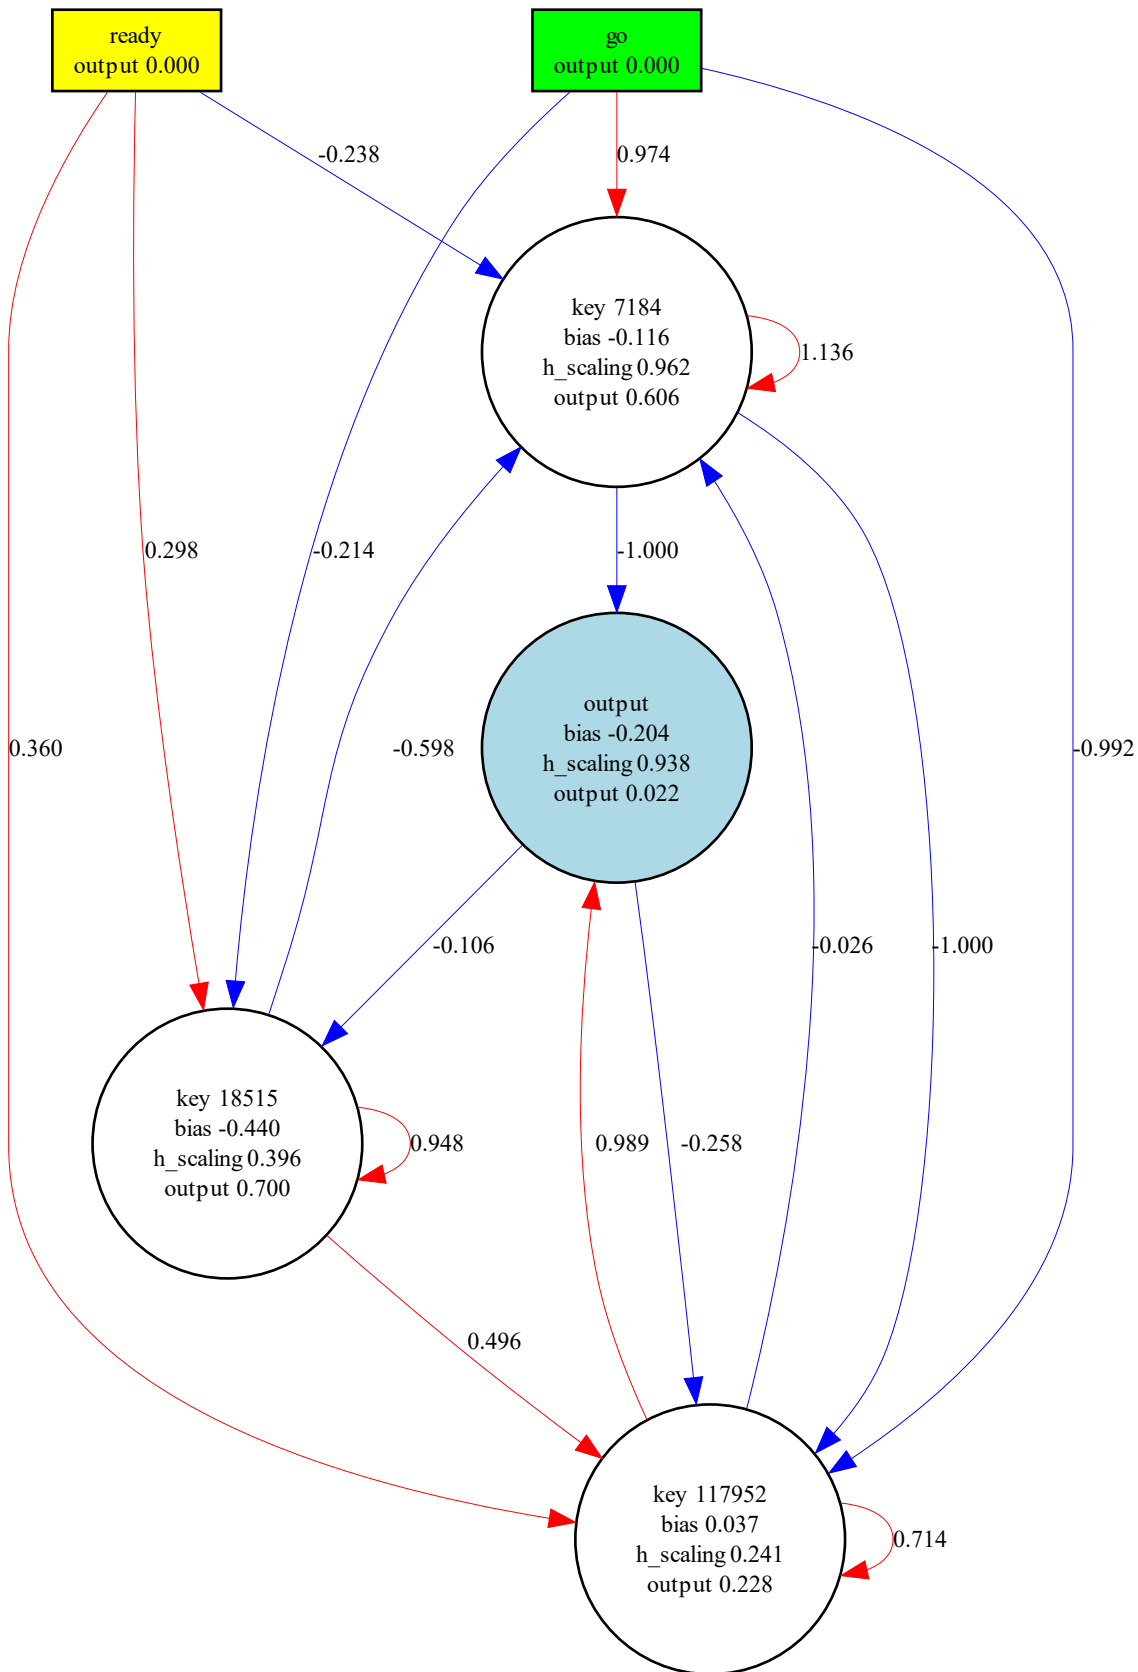 ready
output 0.000
go
output 0.000
-0.238
0.974
key 7184
bias -0.116
h_scaling 0.962
output 0.606
1.136
0.298
-0.214
-1.000
output
bias -0.204
h_scaling 0.938
output 0.022
0.360
-0.598
-0.992
-0.106
-0.026
-1.000
key 18515
bias -0.440
h_scaling 0.396
output 0.700
0.948
0.989
-0.258
0.496
key 117952
bias 0.037
h_scaling 0.241
output 0.228
0.714